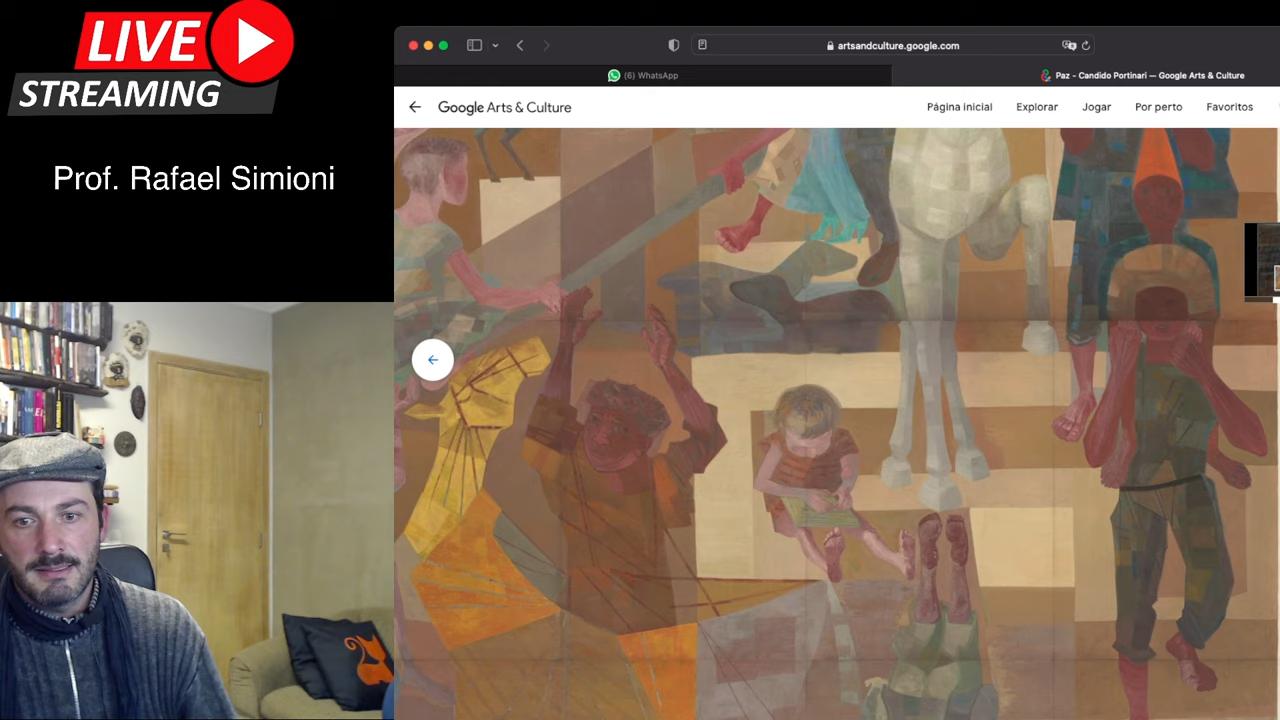 LIVE
STREAMING
Prof. Rafael Simioni
artsandculture.google.com
(6) WhatsApp
Paz - Candido Portinari — Google Arts & Culture
Google Arts & Culture
Página inicial
Explorar
Jogar
Por perto
Favoritos